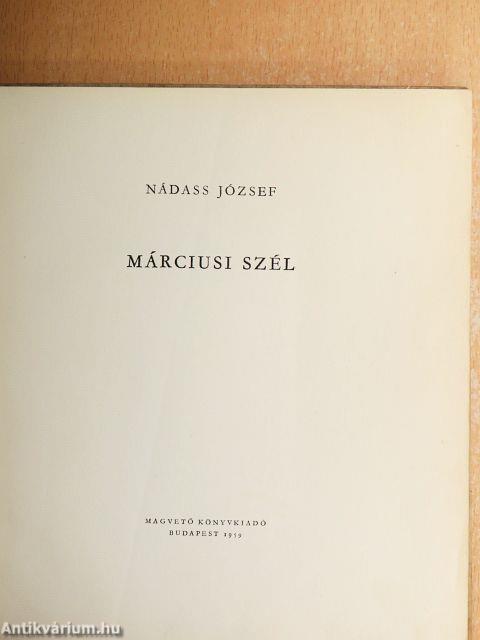 NÁDASS JÓZSEF
MÁRCIUSI SZÉL
MAGVETŐ KÖNYVKIADÓ
BUDAPEST 1959
Antikvárium.hu